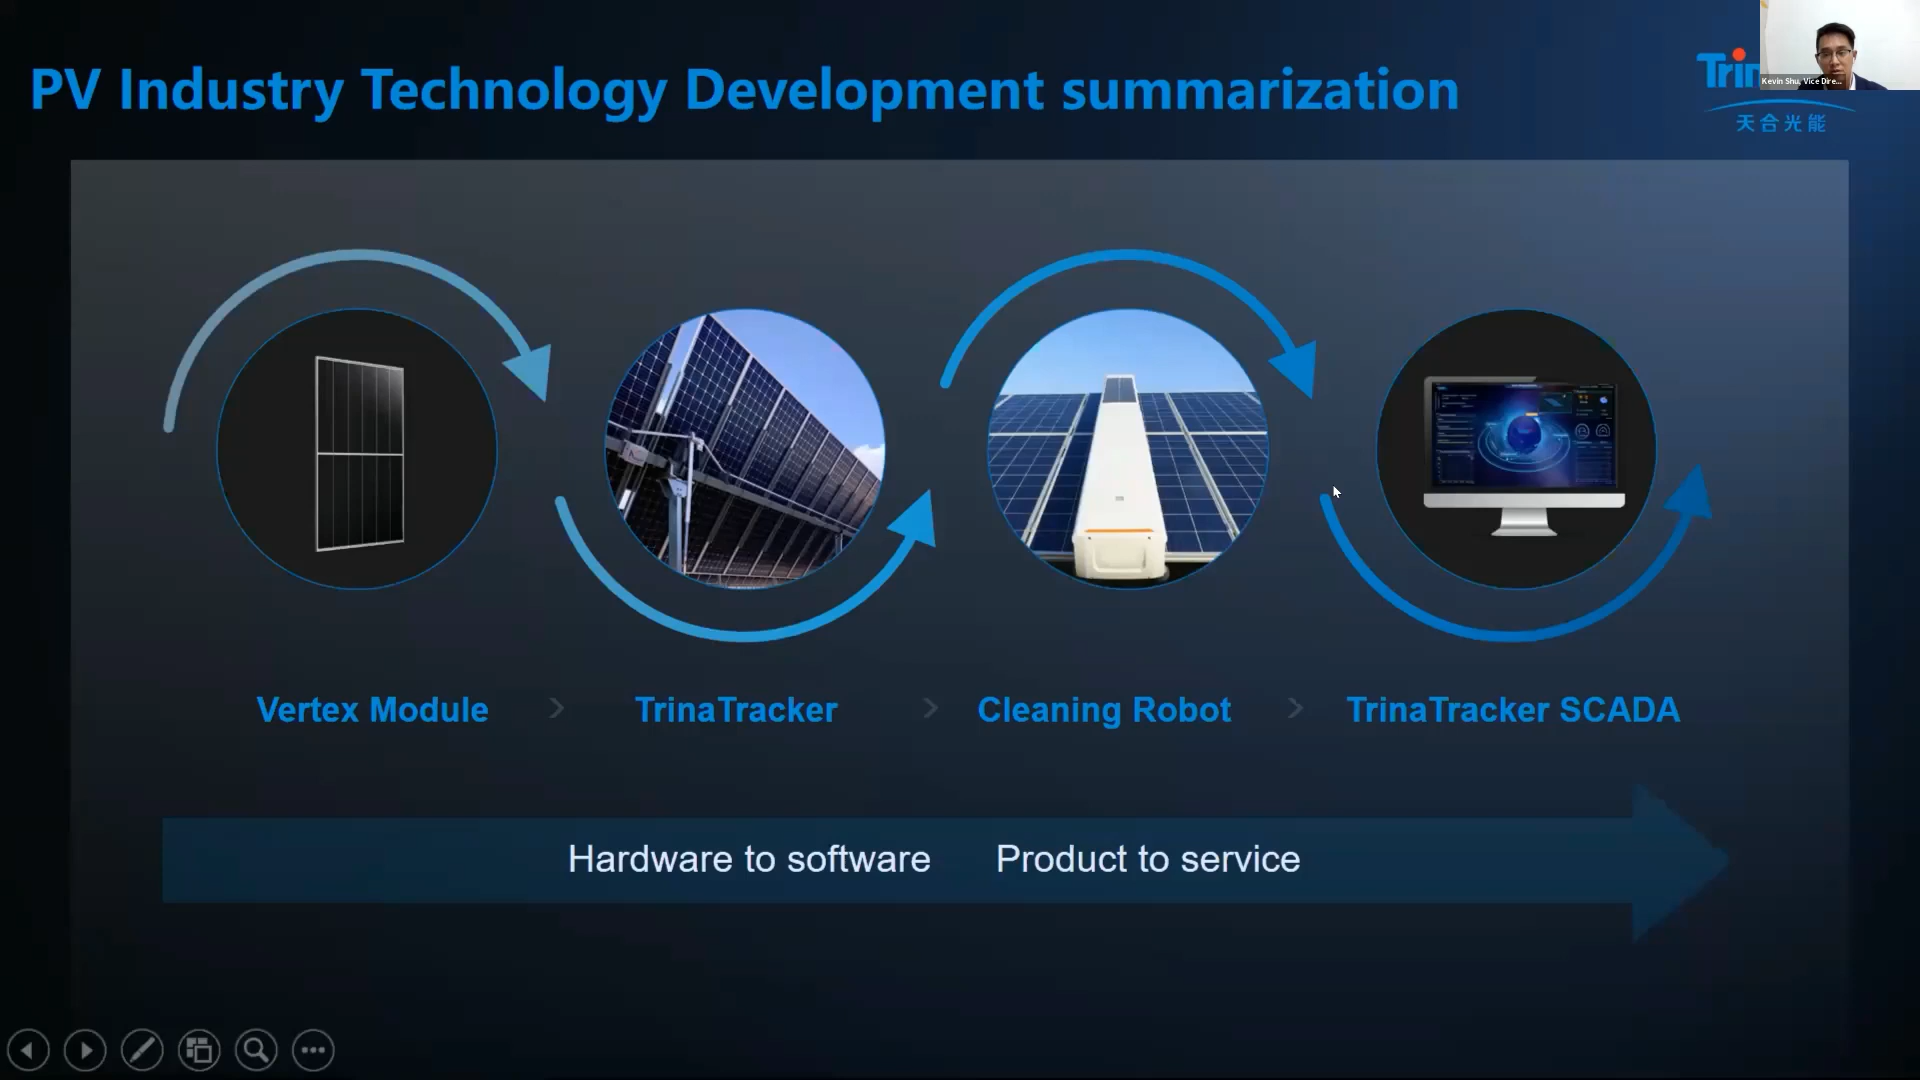 PV Industry Technology Development summarization
Trin
天合光能
Kevin Shu, Vice Dire...
Vertex Module > TrinaTracker > Cleaning Robot > TrinaTracker SCADA
Hardware to software Product to service